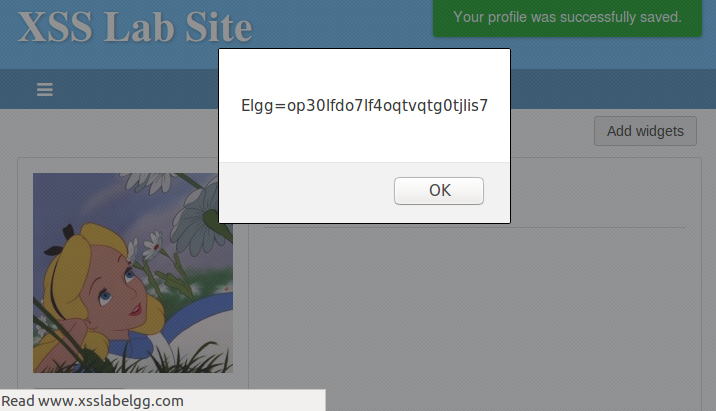 XSS Lab Site
Your profile was successfully saved.
Elgg=op30lfdo7lf4oqtvqtg0tjlis7
OK
Add widgets
Read www.xsslabelgg.com